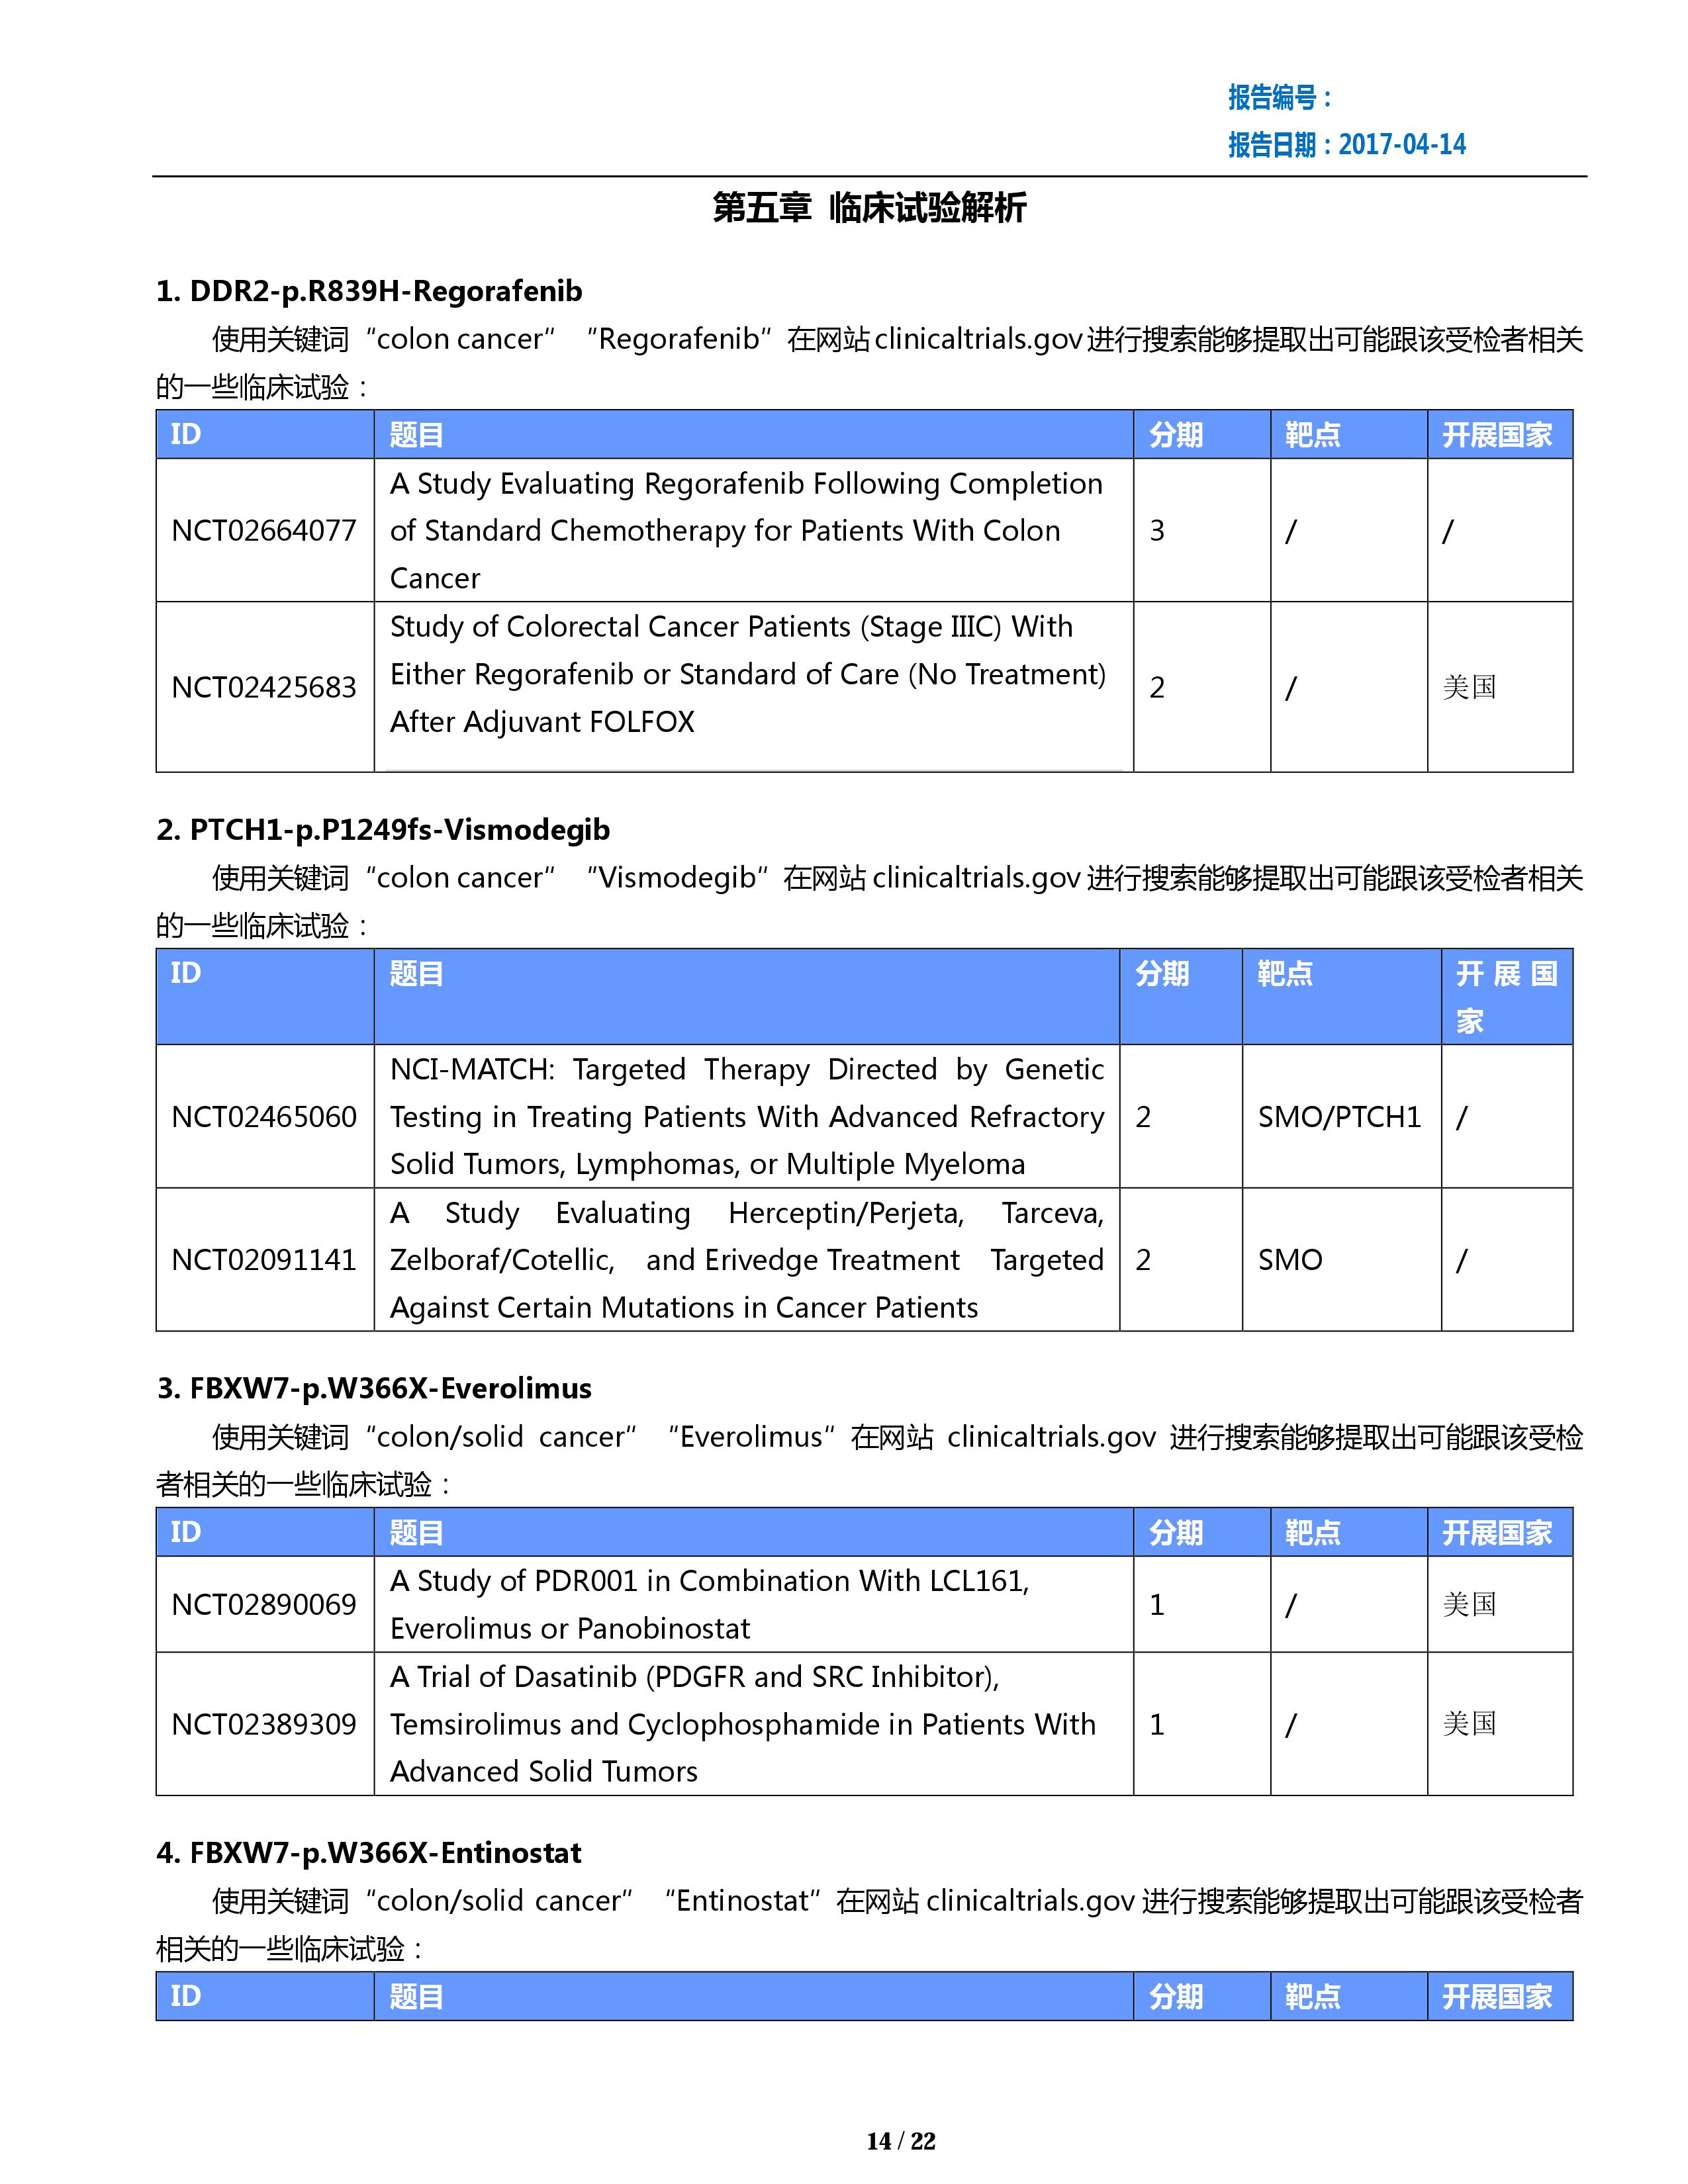 报告编号：
报告日期：2017-04-14
第五章 临床试验解析
1. DDR2-p.R839H-Regorafenib
使用关键词“colon cancer” “Regorafenib”在网站 clinicaltrials.gov 进行搜索能够提取出可能跟该受检者相关
的一些临床试验：
ID 题目 分期 靶点 开展国家
A Study Evaluating Regorafenib Following Completion
NCT02664077 of Standard Chemotherapy for Patients With Colon 3 / /
Cancer
Study of Colorectal Cancer Patients (Stage IIIC) With
Either Regorafenib or Standard of Care (No Treatment)
NCT02425683 2 / 美国
After Adjuvant FOLFOX
2. PTCH1-p.P1249fs-Vismodegib
使用关键词“colon cancer” “Vismodegib”在网站 clinicaltrials.gov 进行搜索能够提取出可能跟该受检者相关
的一些临床试验：
ID 题目 分期 靶点 开展国
家
NCI-MATCH: Targeted Therapy Directed by Genetic
NCT02465060 Testing in Treating Patients With Advanced Refractory 2 SMO/PTCH1 /
Solid Tumors, Lymphomas, or Multiple Myeloma
A Study Evaluating Herceptin/Perjeta, Tarceva,
NCT02091141 Zelboraf/Cotellic, and Erivedge Treatment Targeted 2 SMO /
Against Certain Mutations in Cancer Patients
3. FBXW7-p.W366X-Everolimus
使用关键词“colon/solid cancer” “Everolimus”在网站 clinicaltrials.gov 进行搜索能够提取出可能跟该受检
者相关的一些临床试验：
ID 题目 分期 靶点 开展国家
A Study of PDR001 in Combination With LCL161,
NCT02890069 1 / 美国
Everolimus or Panobinostat
A Trial of Dasatinib (PDGFR and SRC Inhibitor),
NCT02389309 Temsirolimus and Cyclophosphamide in Patients With 1 / 美国
Advanced Solid Tumors
4. FBXW7-p.W366X-Entinostat
使用关键词“colon/solid cancer” “Entinostat”在网站 clinicaltrials.gov 进行搜索能够提取出可能跟该受检者
相关的一些临床试验：
ID 题目 分期 靶点 开展国家
14 / 22